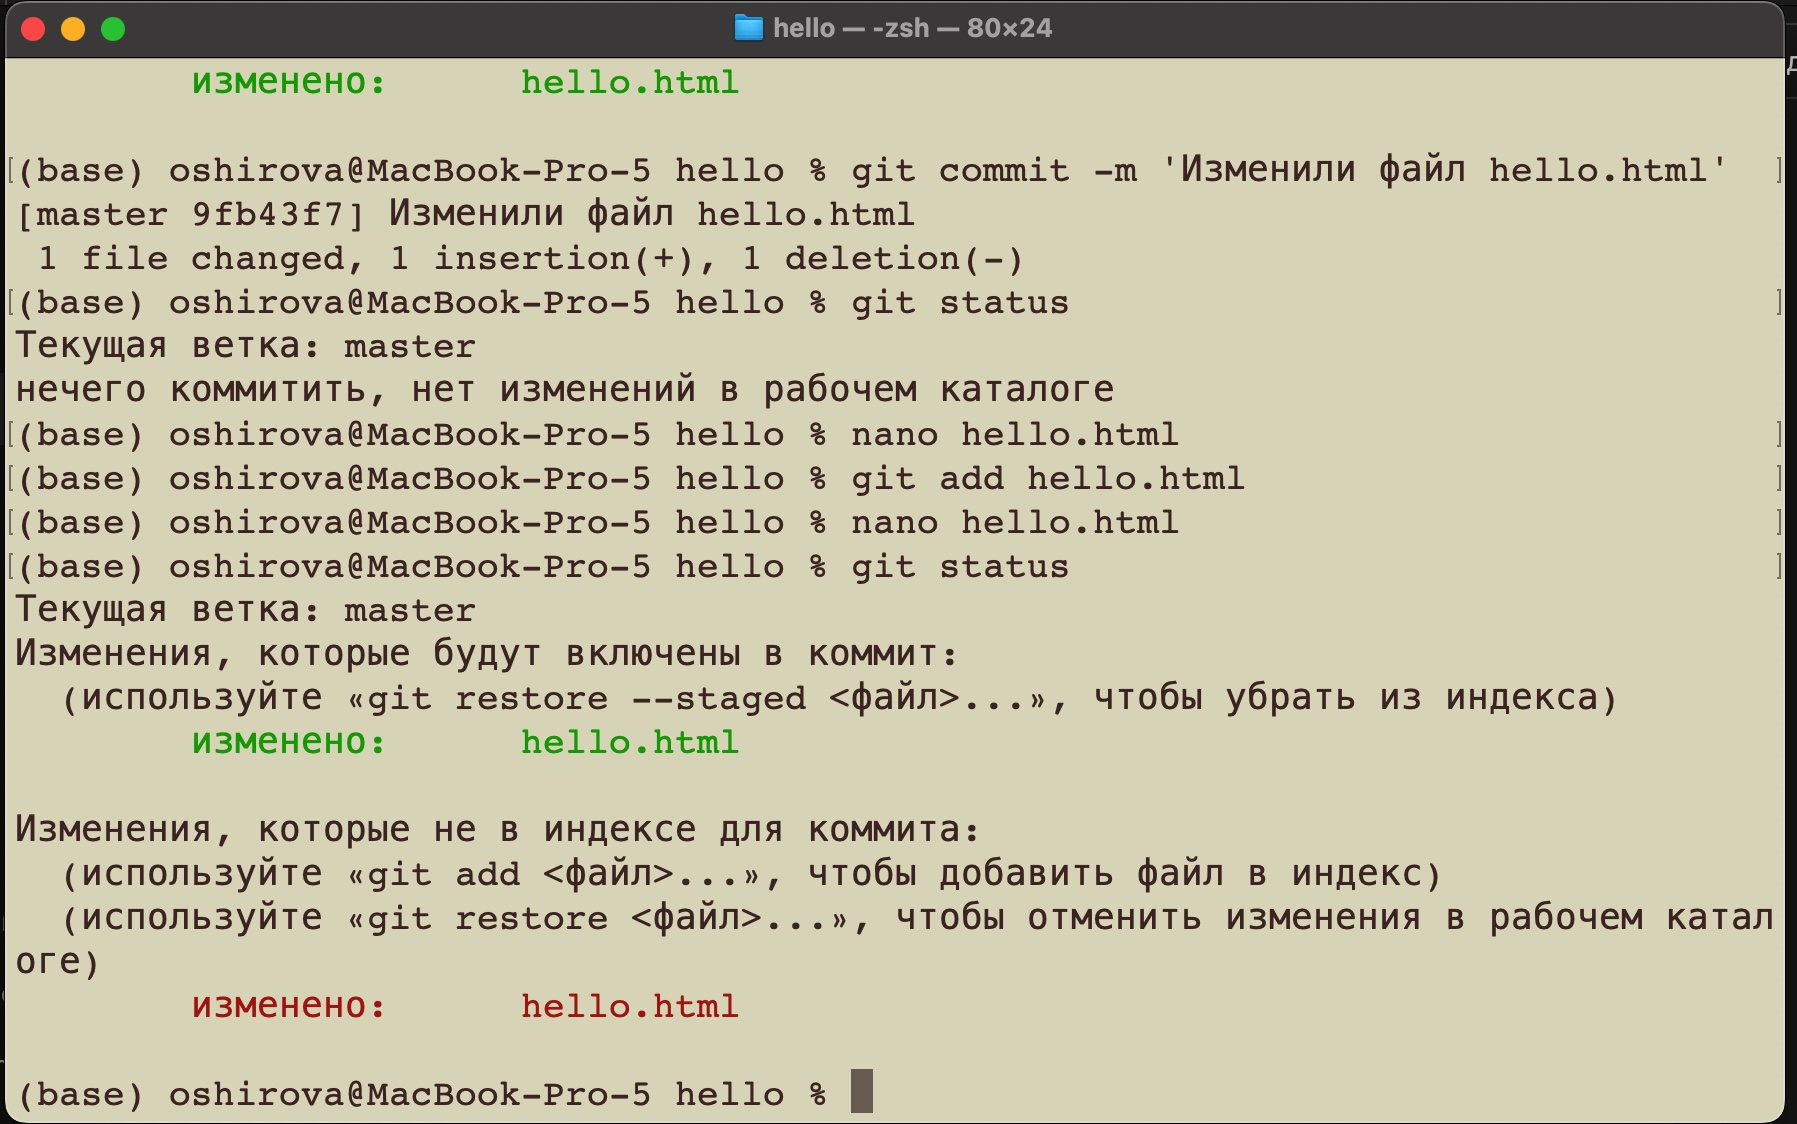 hello — -zsh — 80×24
изменено: hello.html
(base) oshirova@MacBook-Pro-5 hello % git commit -m 'Изменили файл hello.html'
[master 9fb43f7] Изменили файл hello.html
1 file changed, 1 insertion(+), 1 deletion(-)
(base) oshirova@MacBook-Pro-5 hello % git status
Текущая ветка: master
нечего коммитить, нет изменений в рабочем каталоге
(base) oshirova@MacBook-Pro-5 hello % nano hello.html
(base) oshirova@MacBook-Pro-5 hello % git add hello.html
(base) oshirova@MacBook-Pro-5 hello % nano hello.html
(base) oshirova@MacBook-Pro-5 hello % git status
Текущая ветка: master
Изменения, которые будут включены в коммит:
(используйте «git restore --staged <файл>...», чтобы убрать из индекса)
изменено: hello.html
Изменения, которые не в индексе для коммита:
(используйте «git add <файл>...», чтобы добавить файл в индекс)
(используйте «git restore <файл>...», чтобы отменить изменения в рабочем катал
оге)
изменено: hello.html
(base) oshirova@MacBook-Pro-5 hello %